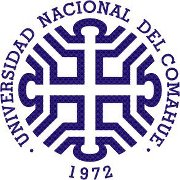 · UNIVERSIDAD NACIONAL DEL COMAHUE ·
1972